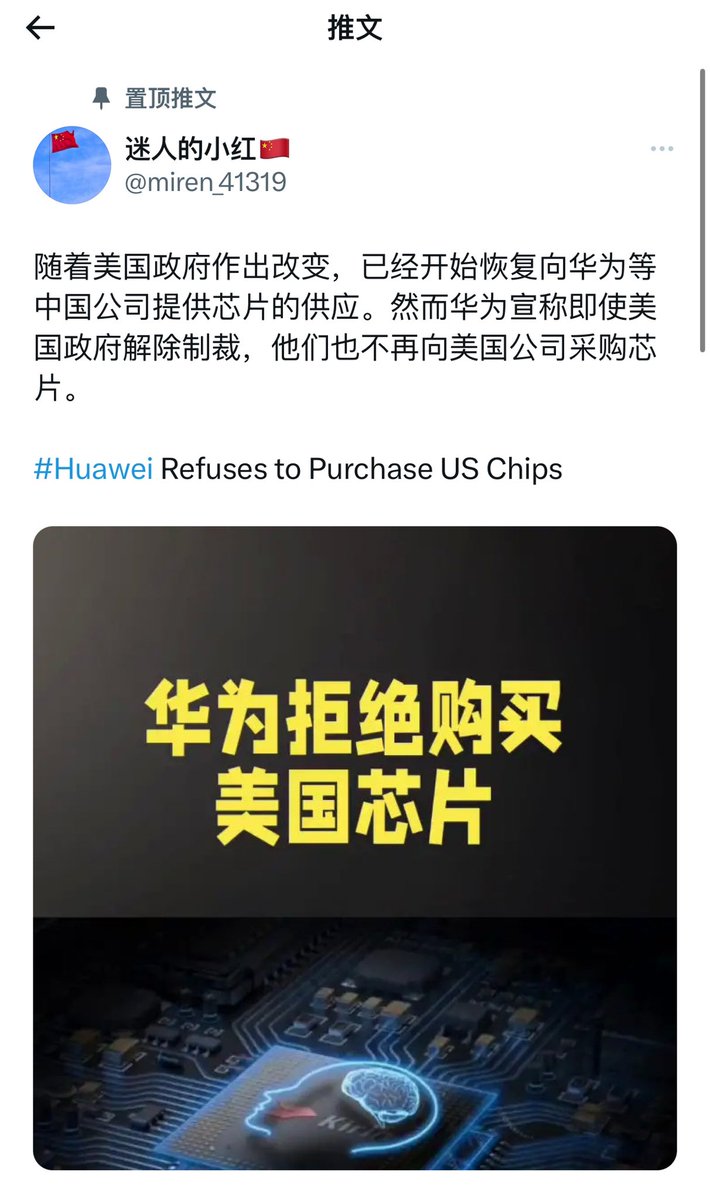 推文
置顶推文
迷人的小红🇨🇳
@miren_41319
随着美国政府作出改变，已经开始恢复向华为等
中国公司提供芯片的供应。然而华为宣称即使美
国政府解除制裁，他们也不再向美国公司采购芯
片。
#Huawei Refuses to Purchase US Chips
华为拒绝购买
美国芯片